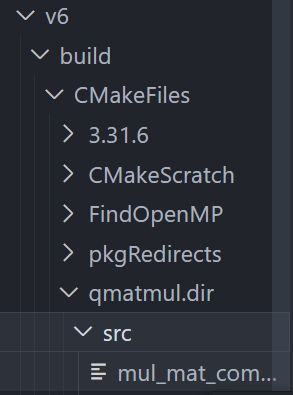 v6
build
CMakeFiles
3.31.6
CMakeScratch
FindOpenMP
pkgRedirects
qmatmul.dir
src
mul_mat_com...